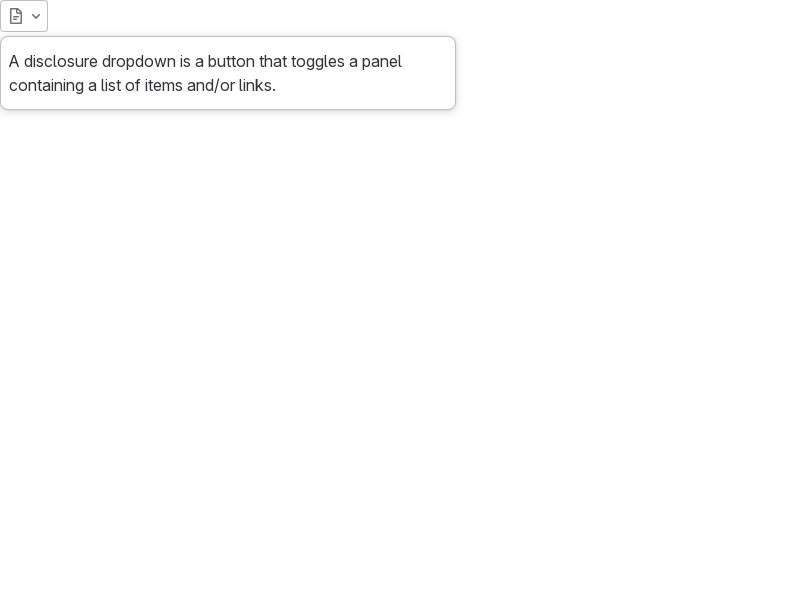 A disclosure dropdown is a button that toggles a panel
containing a list of items and/or links.